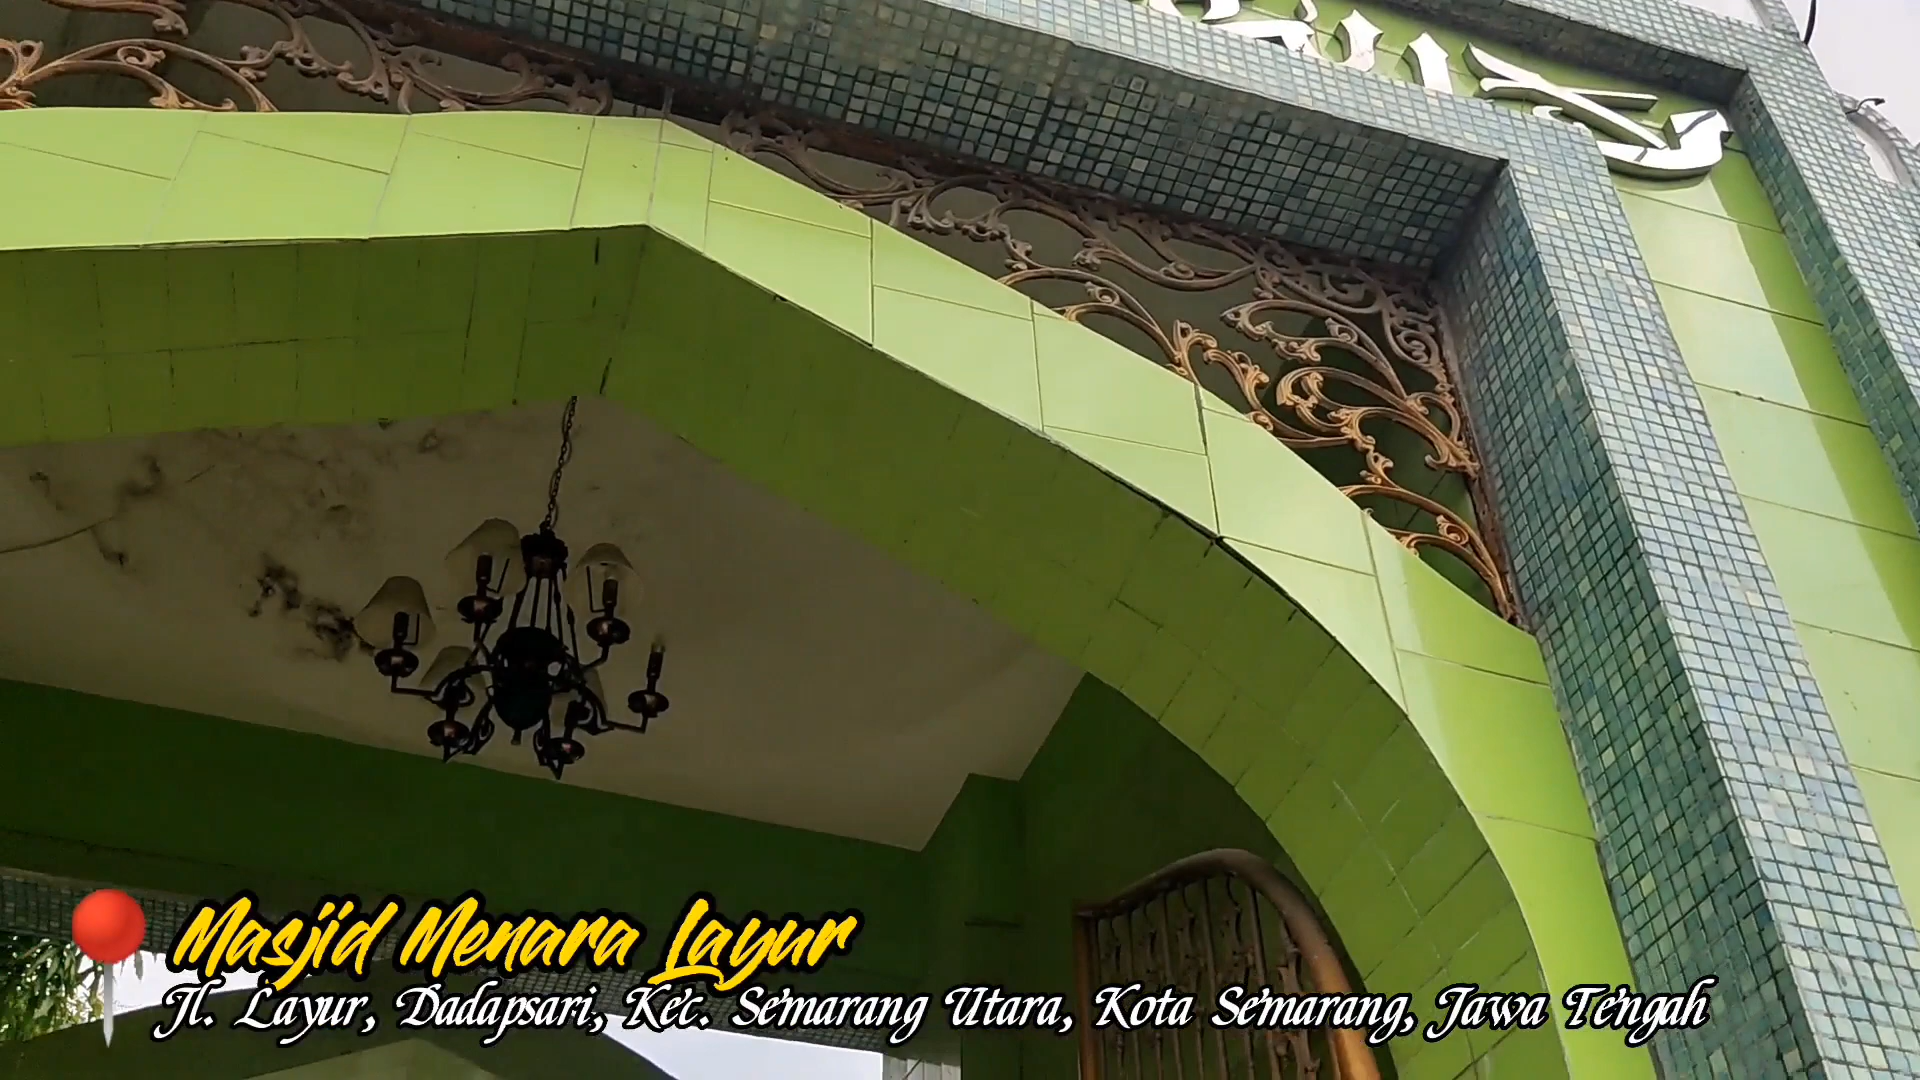 Masjid Menara Layur
Jl. Layur, Dadapsari, Kec. Semarang Utara, Kota Semarang, Jawa Tengah